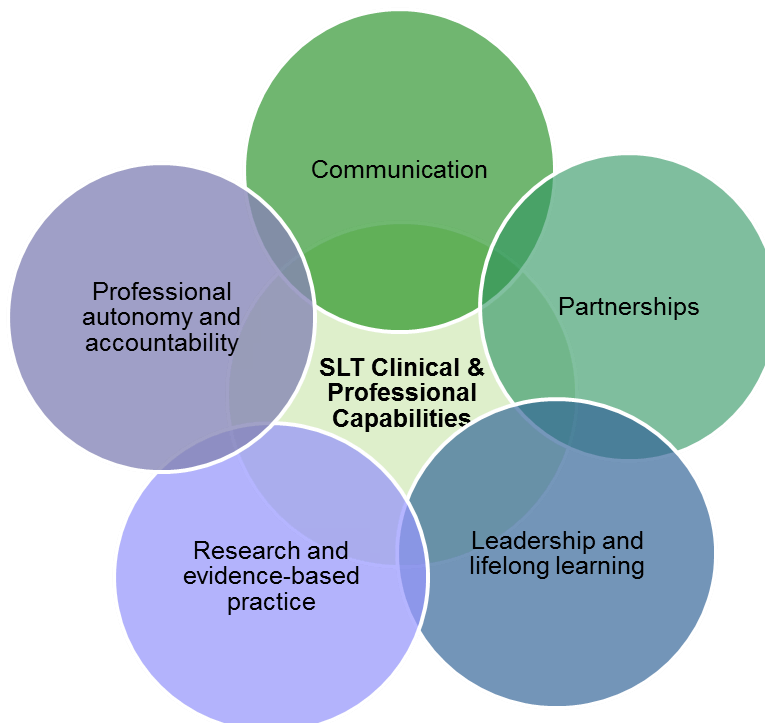 Communication
Partnerships
Professional
autonomy and
accountability
SLT Clinical &
Professional
Capabilities
Leadership and
lifelong learning
Research and
evidence-based
practice